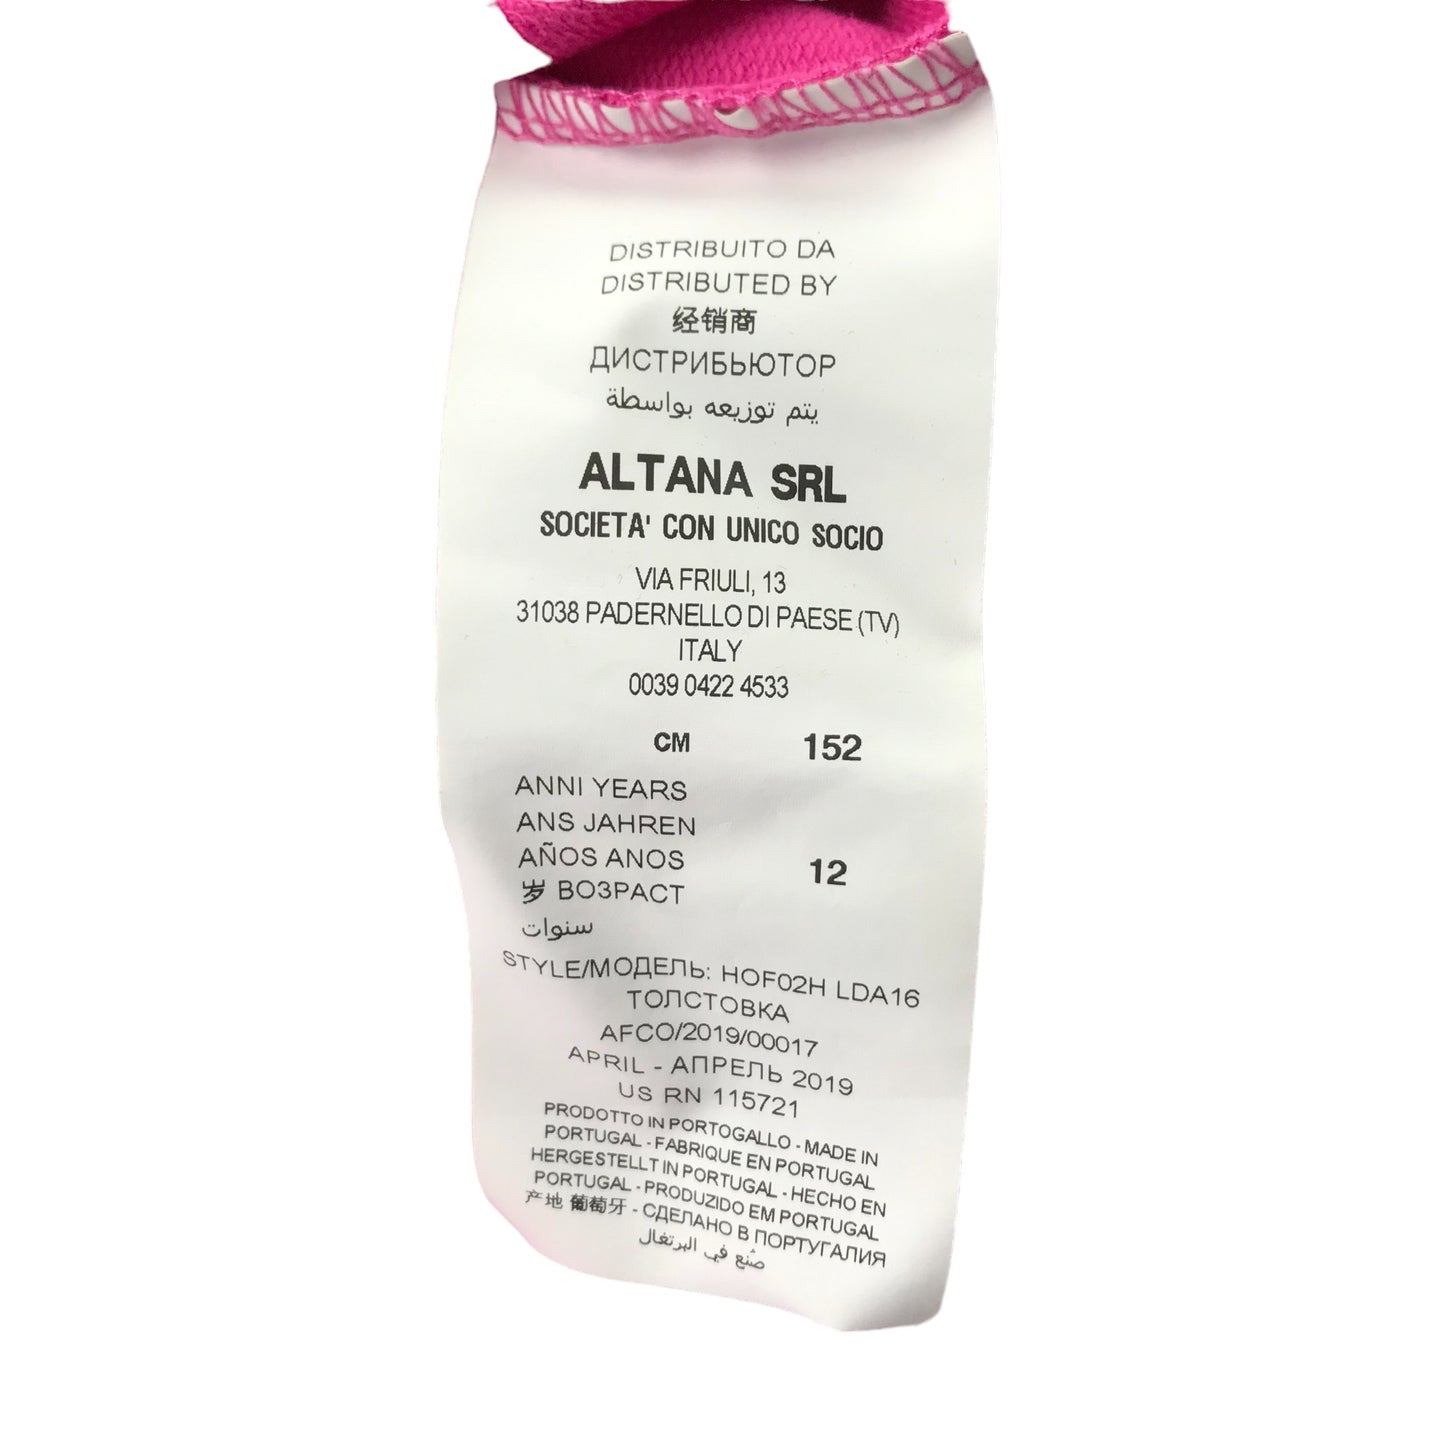 DISTRIBUITO DA
DISTRIBUTED BY
经销商
ДИСТРИБЬЮТОР
يتم توزيعه بواسطة
ALTANA SRL
SOCIETA' CON UNICO SOCIO
VIA FRIULI, 13
31038 PADERNELLO DI PAESE (TV)
ITALY
0039 0422 4533
CM 152
ANNI YEARS
ANS JAHREN
AÑOS ANOS 12
岁 ВОЗРАСТ
سنوات
STYLE/МОДЕЛЬ: HOF02H LDA16
ТОЛСТОВКА
AFCO/2019/00017
APRIL - АПРЕЛЬ 2019
US RN 115721
PRODOTTO IN PORTOGALLO - MADE IN
PORTUGAL - FABRIQUE EN PORTUGAL
HERGESTELLT IN PORTUGAL - HECHO EN
PORTUGAL - PRODUZIDO EM PORTUGAL
产地 葡萄牙 - СДЕЛАНО В ПОРТУГАЛИЯ
صُنع في البرتغال